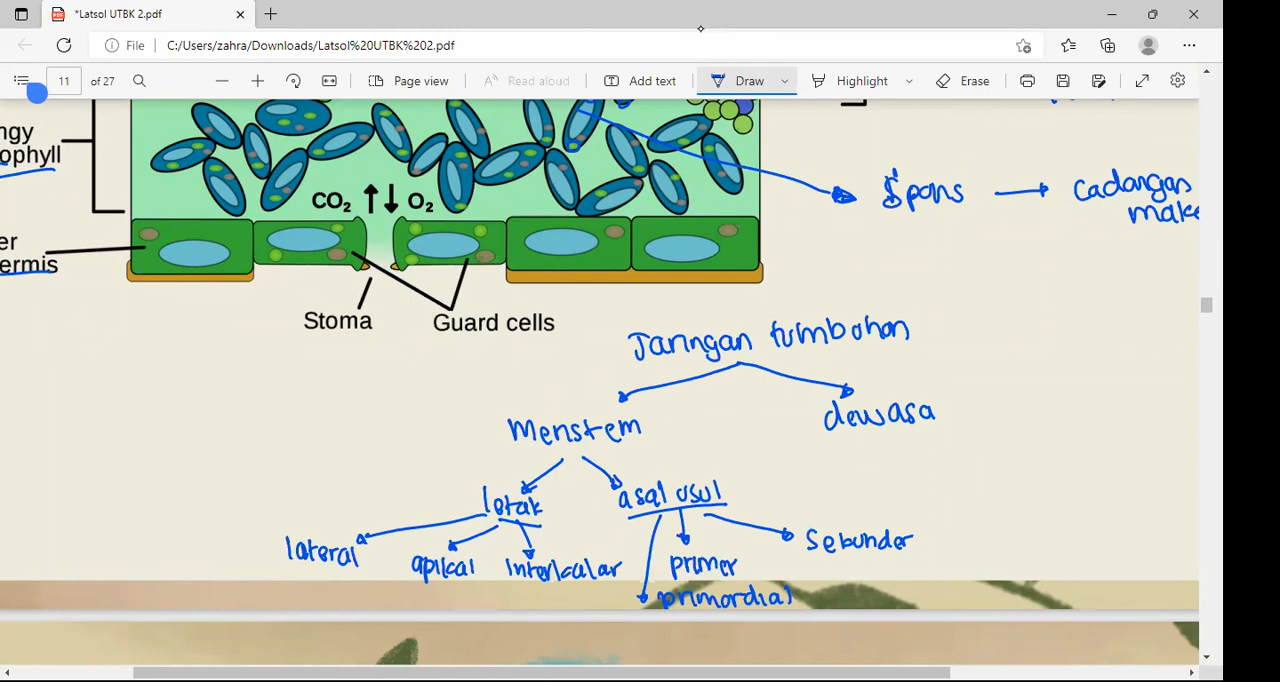 *Latsol UTBK 2.pdf
File C:/Users/zahra/Downloads/Latsol%20UTBK%202.pdf
11 of 27 Page view Read aloud Add text Draw Highlight Erase
ngy
ophyll
CO2 O2
Spons
cadangan
make
er
ermis
Stoma
Guard cells
Jaringan tumbuhan
Meristem
dewasa
letak
asal usul
lateral
apikal
interkalar
primer
Sekunder
primordial